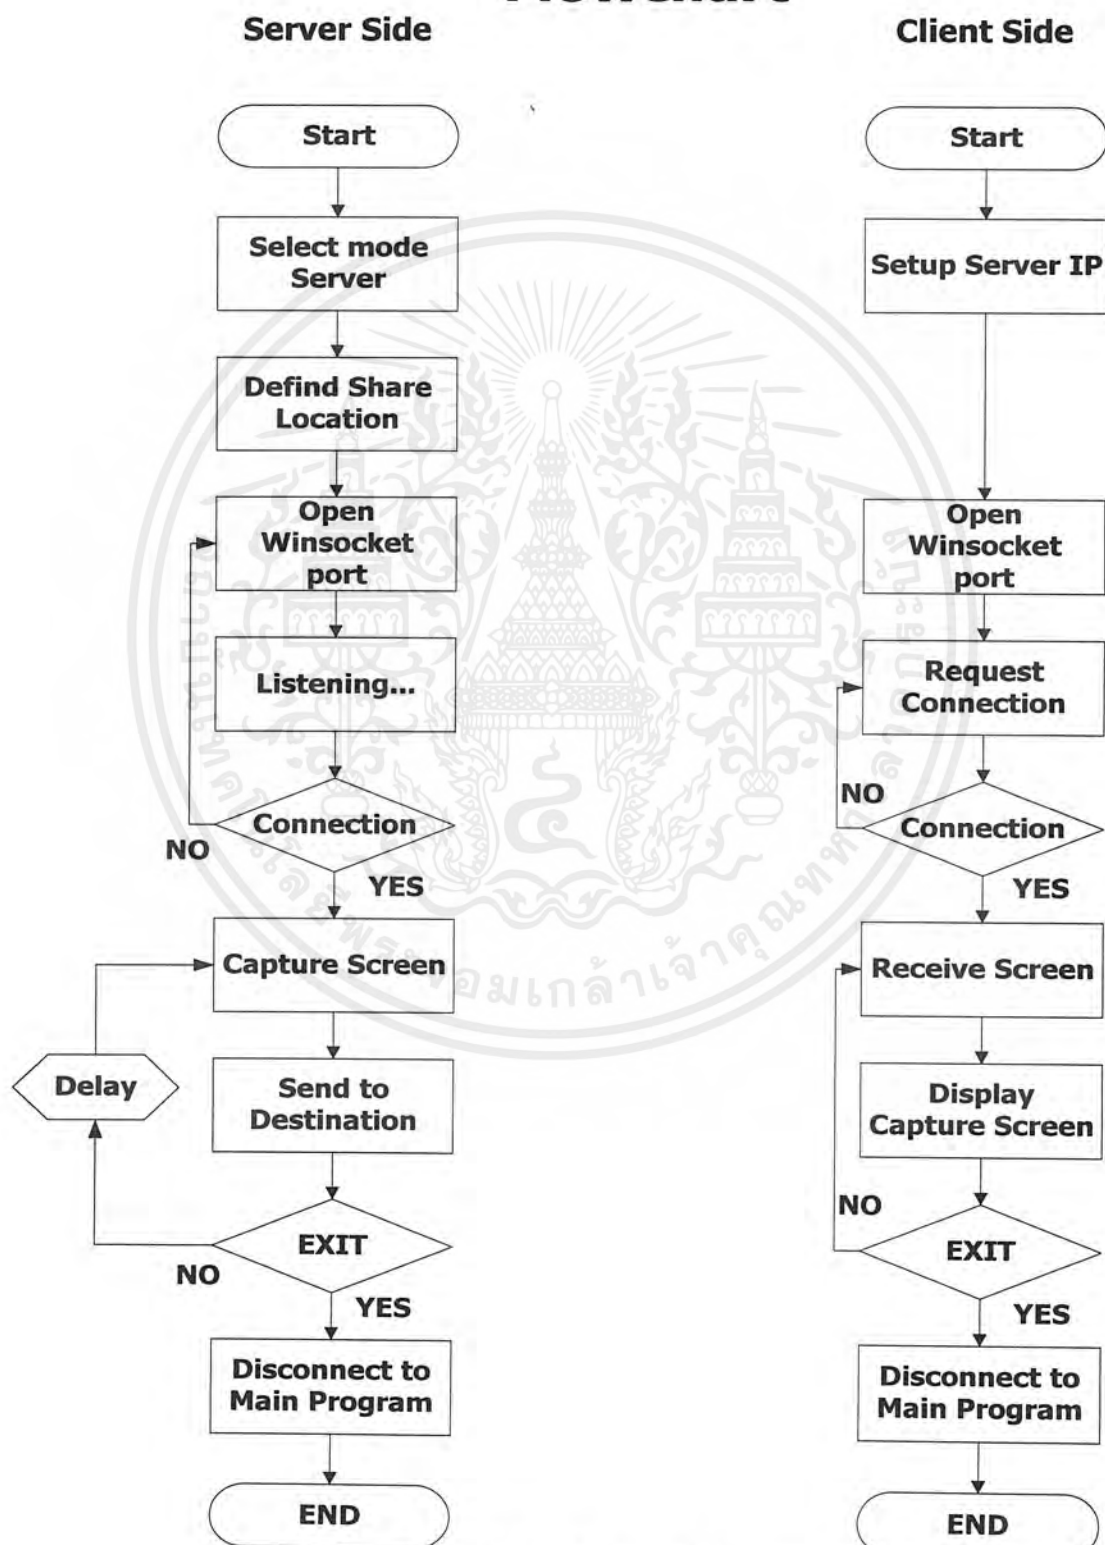 Flowchart
Server Side
Start
Select mode
Server
Defind Share
Location
Open
Winsocket
port
Listening...
Connection
NO
YES
Capture Screen
Delay
Send to
Destination
EXIT
NO
YES
Disconnect to
Main Program
END
Client Side
Start
Setup Server IP
Open
Winsocket
port
Request
Connection
NO
Connection
YES
Receive Screen
Display
Capture Screen
NO
EXIT
YES
Disconnect to
Main Program
END